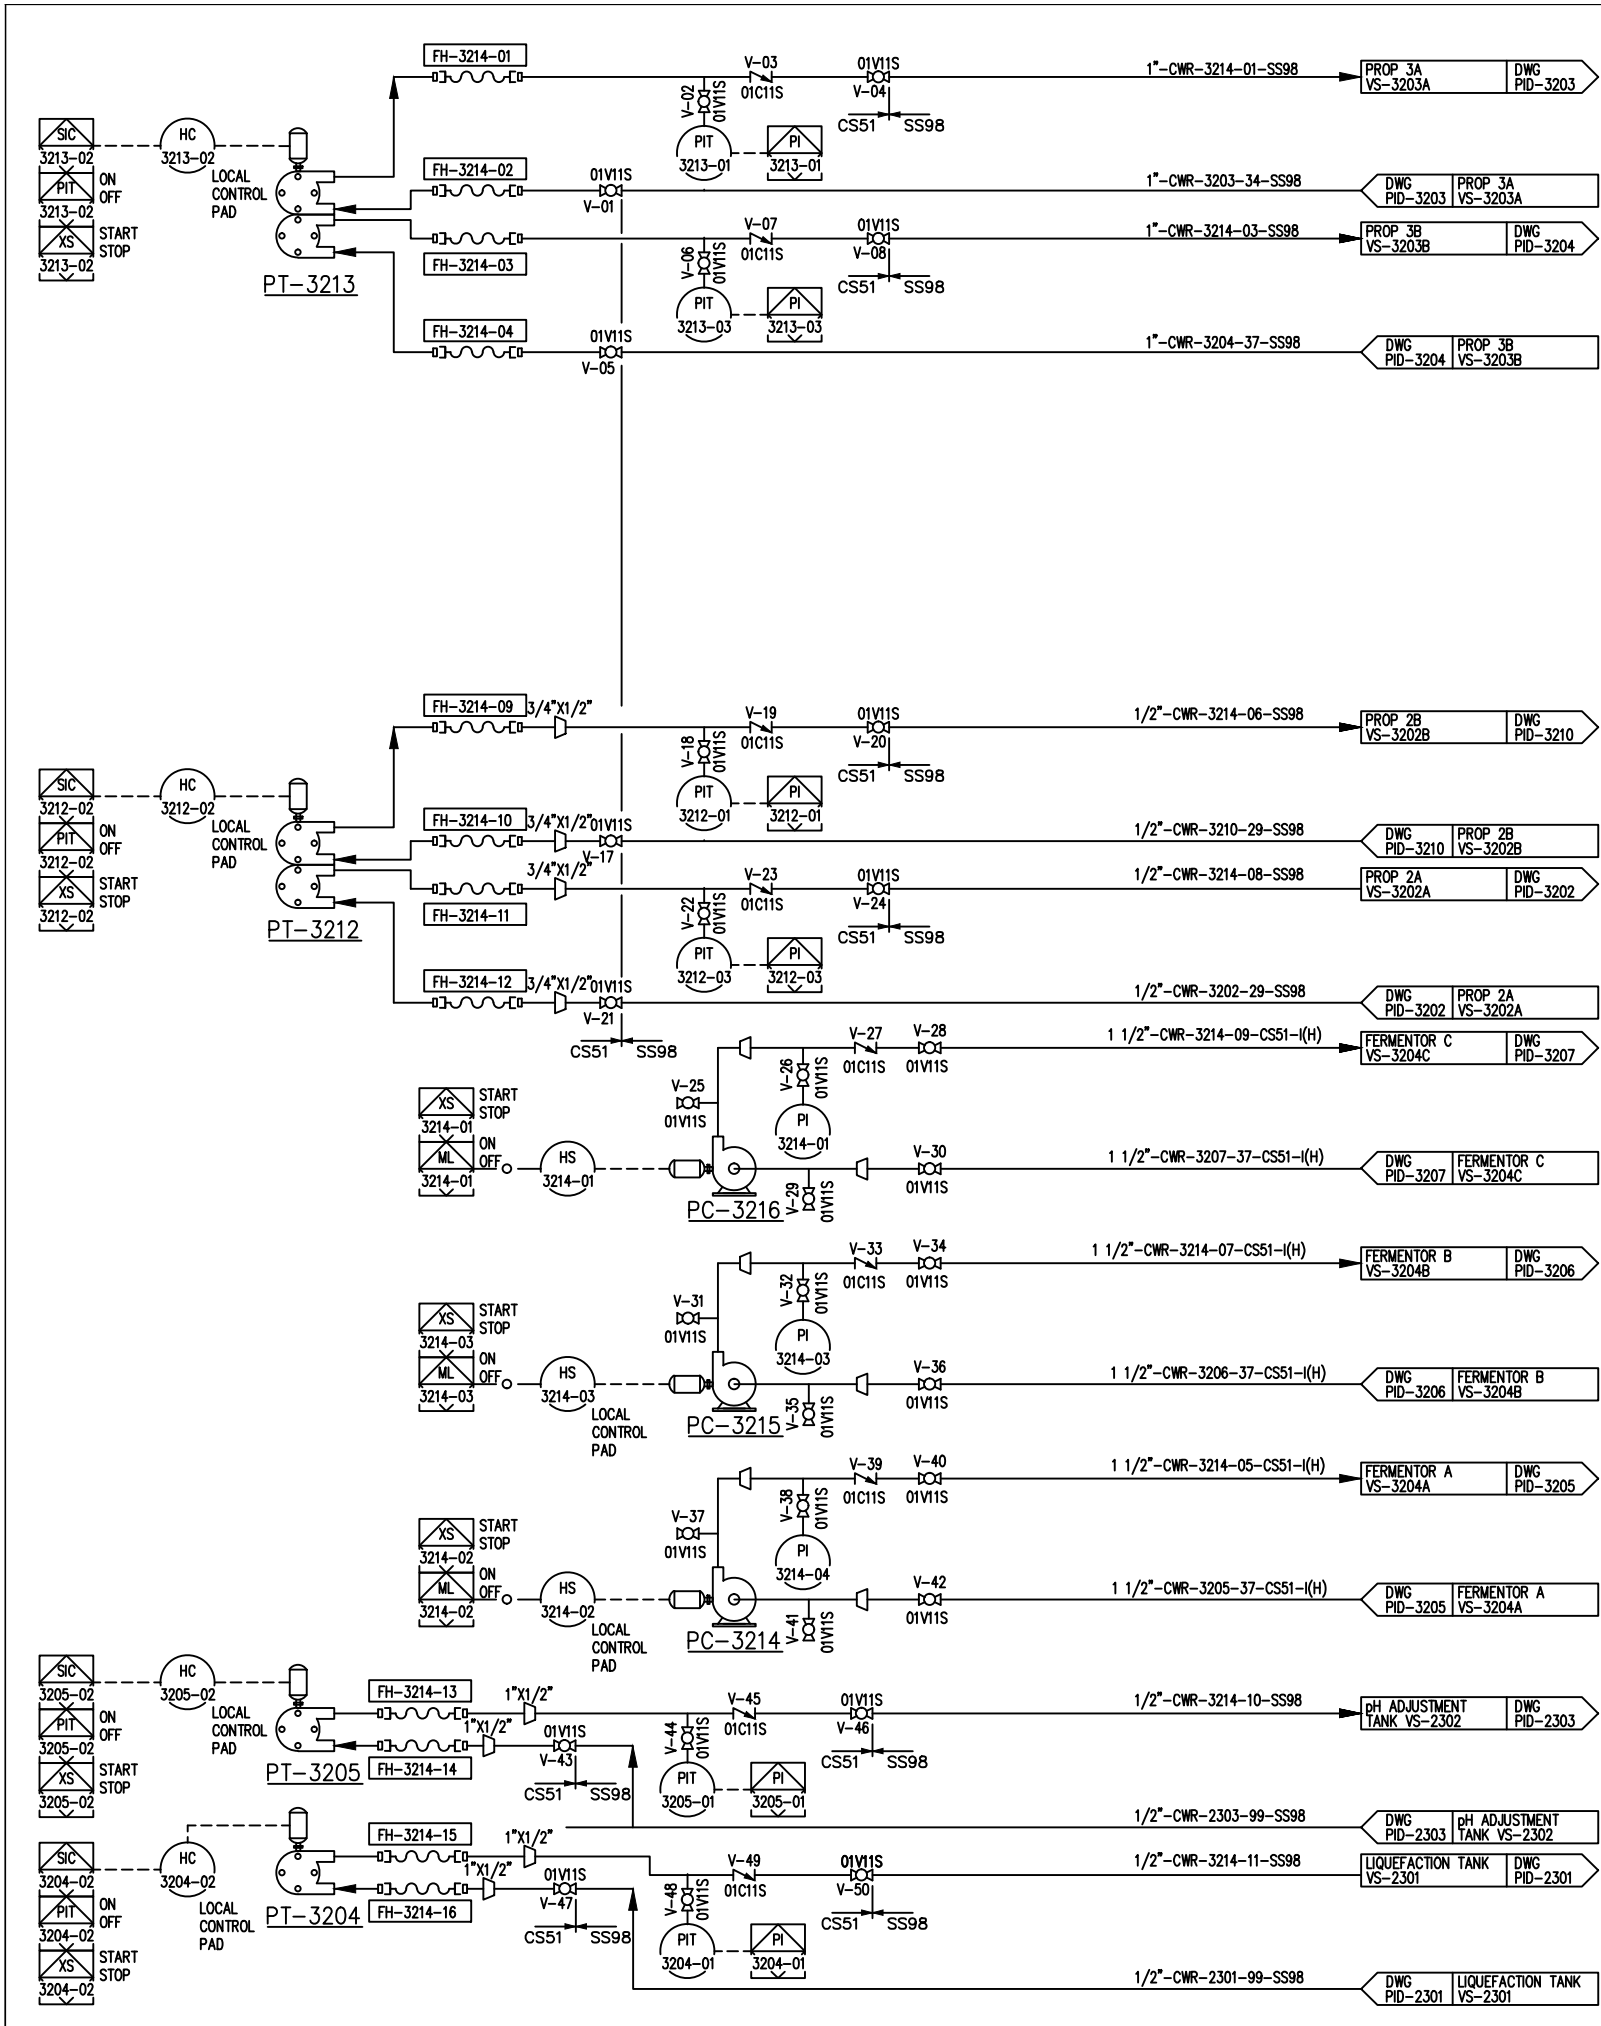 FH-3214-01
V-03
01V11S
1"-CWR-3214-01-SS98
PROP 3A
VS-3203A
DWG
PID-3203
V-02
01V11S
01C11S
V-04
CS51
SS98
SIC
3213-02
HC
3213-02
PIT
3213-01
PI
3213-01
PIT
3213-02
ON
OFF
LOCAL
CONTROL
PAD
FH-3214-02
01V11S
V-01
1"-CWR-3203-34-SS98
DWG
PID-3203
PROP 3A
VS-3203A
XS
3213-02
START
STOP
V-07
01V11S
1"-CWR-3214-03-SS98
PROP 3B
VS-3203B
DWG
PID-3204
FH-3214-03
V-06
01V11S
01C11S
V-08
CS51
SS98
PT-3213
PIT
3213-03
PI
3213-03
FH-3214-04
01V11S
V-05
1"-CWR-3204-37-SS98
DWG
PID-3204
PROP 3B
VS-3203B
FH-3214-09
3/4"X1/2"
V-19
01V11S
1/2"-CWR-3214-06-SS98
PROP 2B
VS-3202B
DWG
PID-3210
V-18
01V11S
01C11S
V-20
CS51
SS98
SIC
3212-02
HC
3212-02
PIT
3212-01
PI
3212-01
PIT
3212-02
ON
OFF
LOCAL
CONTROL
PAD
FH-3214-10
3/4"X1/2"
01V11S
V-17
1/2"-CWR-3210-29-SS98
DWG
PID-3210
PROP 2B
VS-3202B
XS
3212-02
START
STOP
3/4"X1/2"
V-23
01V11S
1/2"-CWR-3214-08-SS98
PROP 2A
VS-3202A
DWG
PID-3202
FH-3214-11
V-22
01V11S
01C11S
V-24
CS51
SS98
PT-3212
PIT
3212-03
PI
3212-03
FH-3214-12
3/4"X1/2"
01V11S
V-21
1/2"-CWR-3202-29-SS98
DWG
PID-3202
PROP 2A
VS-3202A
CS51
SS98
V-27
V-28
1 1/2"-CWR-3214-09-CS51-I(H)
FERMENTOR C
VS-3204C
DWG
PID-3207
01C11S
01V11S
V-26
01V11S
V-25
01V11S
XS
3214-01
START
STOP
PI
3214-01
ML
3214-01
ON
OFF
HS
3214-01
V-30
01V11S
1 1/2"-CWR-3207-37-CS51-I(H)
DWG
PID-3207
FERMENTOR C
VS-3204C
PC-3216
V-29
01V11S
V-33
V-34
1 1/2"-CWR-3214-07-CS51-I(H)
FERMENTOR B
VS-3204B
DWG
PID-3206
01C11S
01V11S
V-32
01V11S
V-31
01V11S
XS
3214-03
START
STOP
PI
3214-03
ML
3214-03
ON
OFF
HS
3214-03
LOCAL
CONTROL
PAD
V-36
01V11S
1 1/2"-CWR-3206-37-CS51-I(H)
DWG
PID-3206
FERMENTOR B
VS-3204B
PC-3215
V-35
01V11S
V-39
V-40
1 1/2"-CWR-3214-05-CS51-I(H)
FERMENTOR A
VS-3204A
DWG
PID-3205
01C11S
01V11S
V-38
01V11S
V-37
01V11S
XS
3214-02
START
STOP
PI
3214-04
ML
3214-02
ON
OFF
HS
3214-02
LOCAL
CONTROL
PAD
V-42
01V11S
1 1/2"-CWR-3205-37-CS51-I(H)
DWG
PID-3205
FERMENTOR A
VS-3204A
PC-3214
V-41
01V11S
SIC
3205-02
HC
3205-02
FH-3214-13
1"X1/2"
V-45
01V11S
1/2"-CWR-3214-10-SS98
pH ADJUSTMENT
TANK VS-2302
DWG
PID-2303
PIT
3205-02
ON
OFF
LOCAL
CONTROL
PAD
1"X1/2"
01V11S
V-43
V-44
01V11S
01C11S
V-46
CS51
SS98
XS
3205-02
START
STOP
PT-3205
FH-3214-14
CS51
SS98
PIT
3205-01
PI
3205-01
1/2"-CWR-2303-99-SS98
DWG
PID-2303
pH ADJUSTMENT
TANK VS-2302
SIC
3204-02
HC
3204-02
FH-3214-15
1"X1/2"
V-49
01V11S
1/2"-CWR-3214-11-SS98
LIQUEFACTION TANK
VS-2301
DWG
PID-2301
PIT
3204-02
ON
OFF
LOCAL
CONTROL
PAD
1"X1/2"
01V11S
V-47
V-48
01V11S
01C11S
V-50
CS51
SS98
PT-3204
FH-3214-16
CS51
SS98
XS
3204-02
START
STOP
PIT
3204-01
PI
3204-01
1/2"-CWR-2301-99-SS98
DWG
PID-2301
LIQUEFACTION TANK
VS-2301